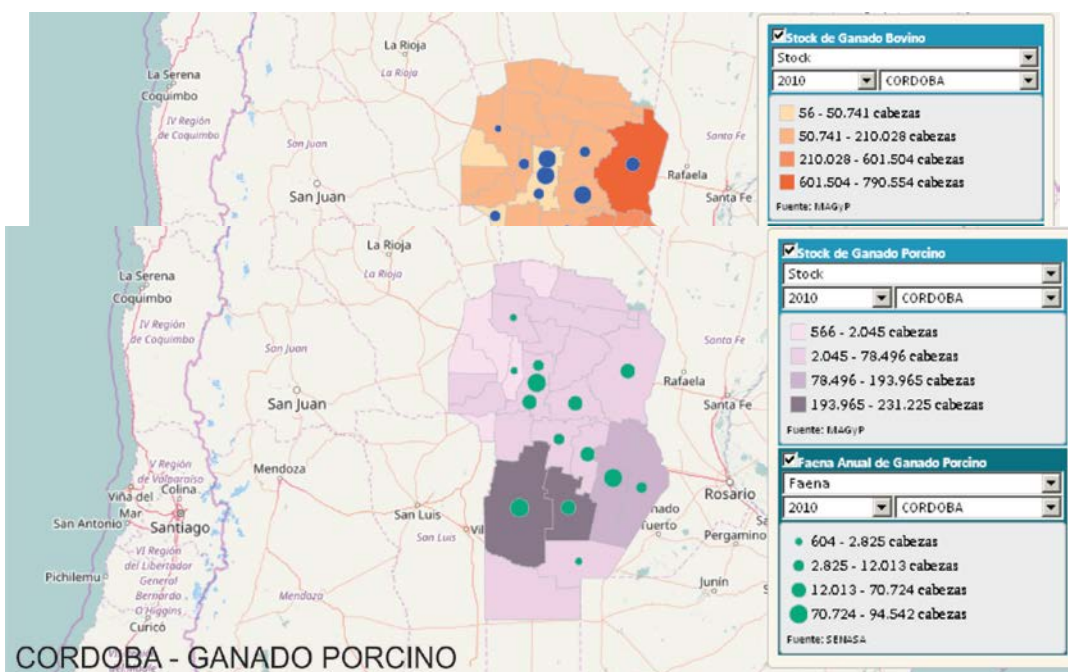 La Rioja
La Serena
Coquimbo
La Rioja
IV Región
de Coquimbo
San Juan
San Juan
Santa Fe
Rafaela
Santa Fe
Stock de Ganado Bovino
Stock
2010 CORDOBA
56 - 50.741 cabezas
50.741 - 210.028 cabezas
210.028 - 601.504 cabezas
601.504 - 790.554 cabezas
Fuente: MAGyP
La Rioja
La Serena
Coquimbo
La Rioja
IV Región
de Coquimbo
San Juan
San Juan
Santa Fe
Rafaela
Santa Fe
Mendoza
V Región
de Valparaíso
Viña del
Mar
Colina
San Antonio
Santiago
San Luis
San Luis
Vil
Rosario
nado
Tuerto
Pergamino
VI Región
del Libertador
General
Bernardo
O'Higgins
Pichilemu
Mendoza
Junín
Curicó
Stock de Ganado Porcino
Stock
2010 CORDOBA
566 - 2.045 cabezas
2.045 - 78.496 cabezas
78.496 - 193.965 cabezas
193.965 - 231.225 cabezas
Fuente: MAGyP
Faena Anual de Ganado Porcino
Faena
2010 CORDOBA
604 - 2.825 cabezas
2.825 - 12.013 cabezas
12.013 - 70.724 cabezas
70.724 - 94.542 cabezas
Fuente: SENASA
CORDOBA - GANADO PORCINO